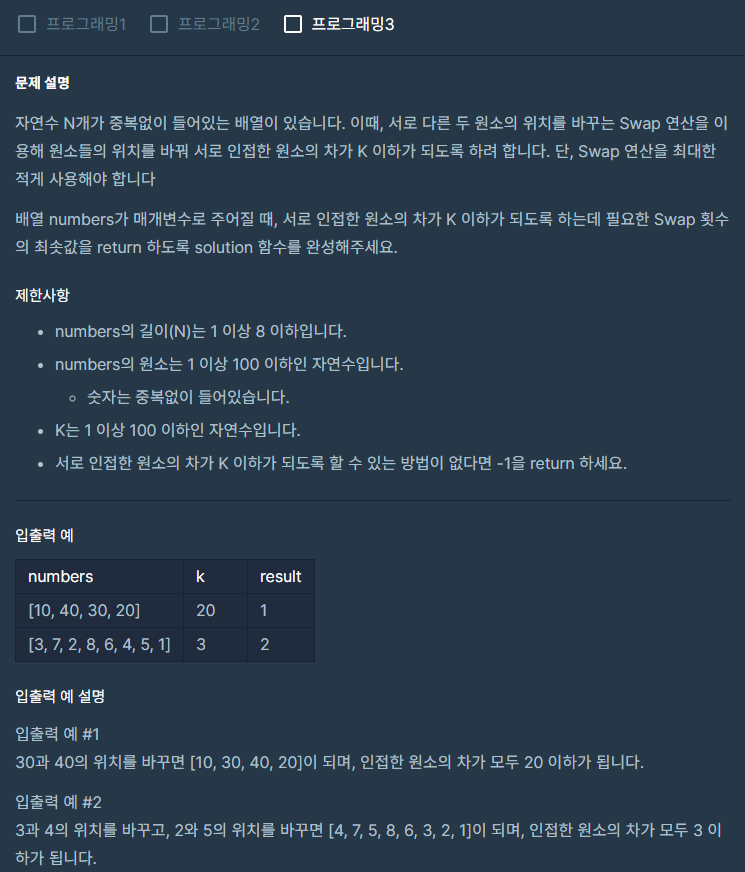 프로그래밍1 프로그래밍2 프로그래밍3
문제 설명
자연수 N개가 중복없이 들어있는 배열이 있습니다. 이때, 서로 다른 두 원소의 위치를 바꾸는 Swap 연산을 이
용해 원소들의 위치를 바꿔 서로 인접한 원소의 차가 K 이하가 되도록 하려 합니다. 단, Swap 연산을 최대한
적게 사용해야 합니다
배열 numbers가 매개변수로 주어질 때, 서로 인접한 원소의 차가 K 이하가 되도록 하는데 필요한 Swap 횟수
의 최솟값을 return 하도록 solution 함수를 완성해주세요.
제한사항
• numbers의 길이(N)는 1 이상 8 이하입니다.
• numbers의 원소는 1 이상 100 이하인 자연수입니다.
◦ 숫자는 중복없이 들어있습니다.
• K는 1 이상 100 이하인 자연수입니다.
• 서로 인접한 원소의 차가 K 이하가 되도록 할 수 있는 방법이 없다면 -1을 return 하세요.
입출력 예
numbers k result
[10, 40, 30, 20] 20 1
[3, 7, 2, 8, 6, 4, 5, 1] 3 2
입출력 예 설명
입출력 예 #1
30과 40의 위치를 바꾸면 [10, 30, 40, 20]이 되며, 인접한 원소의 차가 모두 20 이하가 됩니다.
입출력 예 #2
3과 4의 위치를 바꾸고, 2와 5의 위치를 바꾸면 [4, 7, 5, 8, 6, 3, 2, 1]이 되며, 인접한 원소의 차가 모두 3 이
하가 됩니다.